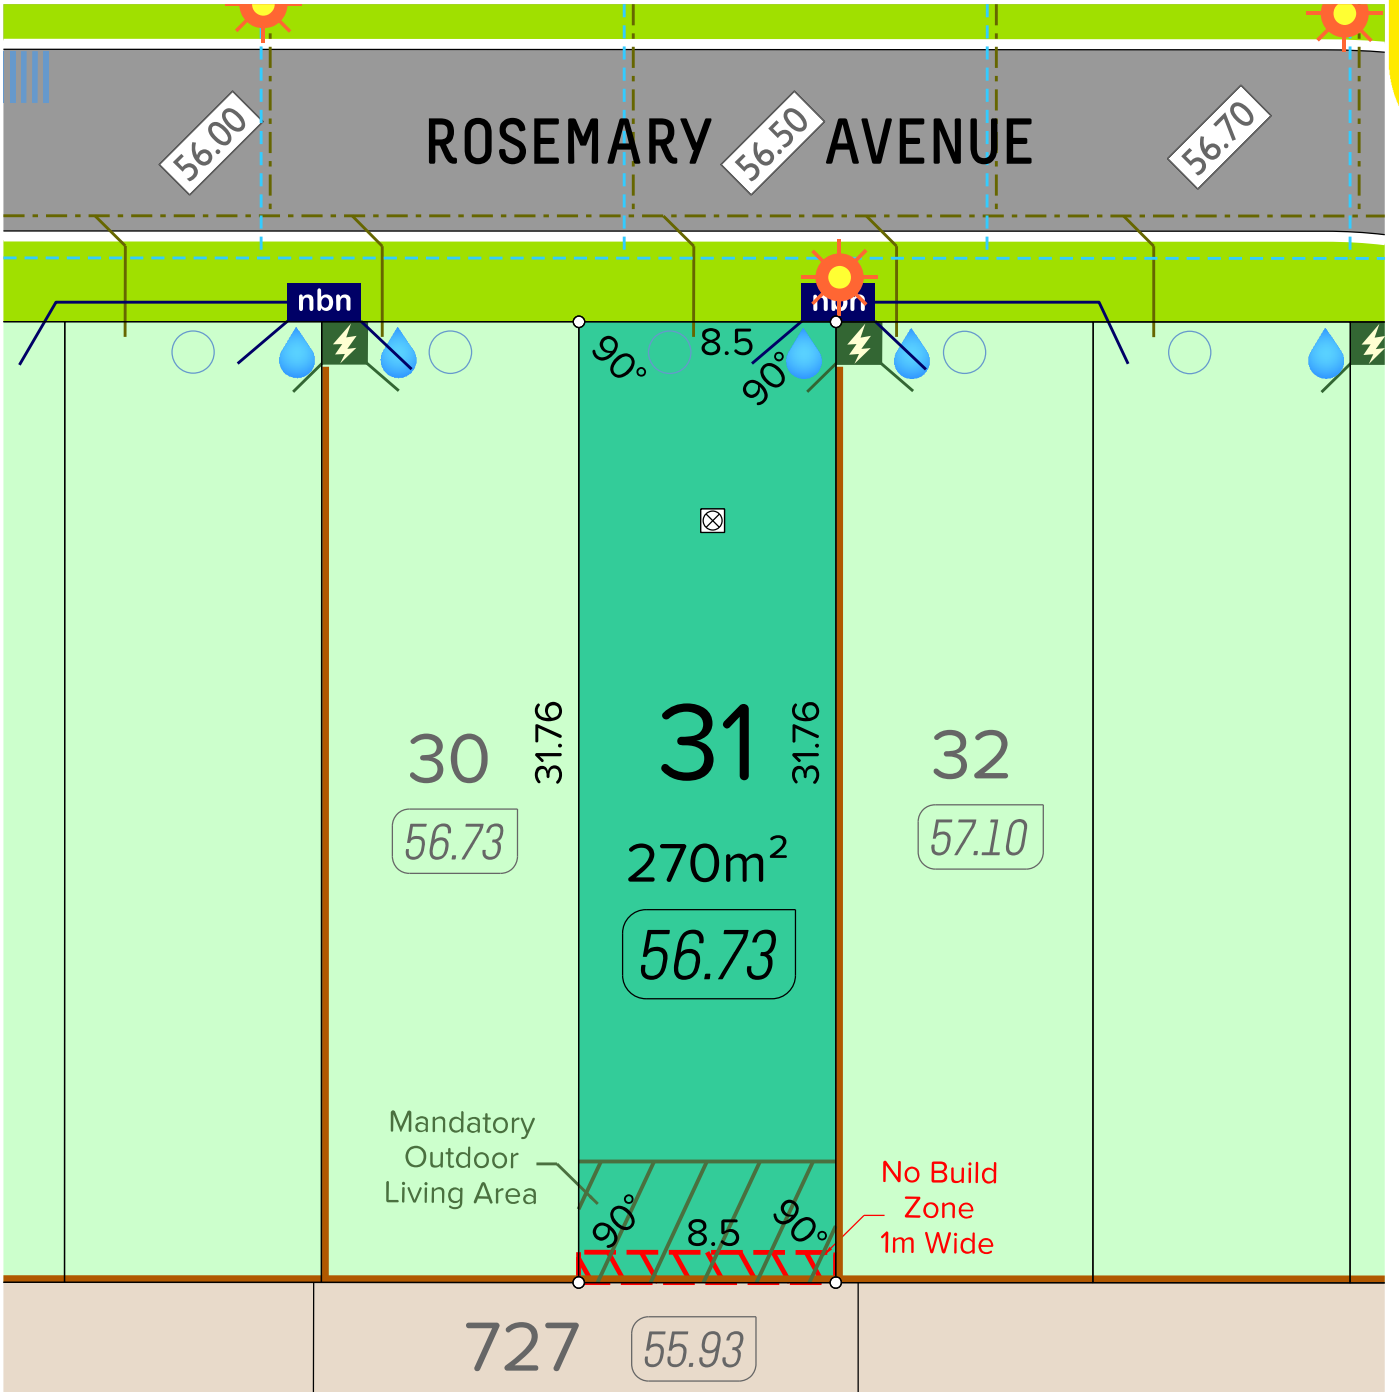 56.00
ROSEMARY
56.50
AVENUE
56.70
nbn
nbn
90°
8.5
90°
31.76
31
31.76
30
56.73
32
57.10
270m²
56.73
Mandatory
Outdoor
Living Area
No Build
Zone
1m Wide
90°
8.5
90°
727
55.93